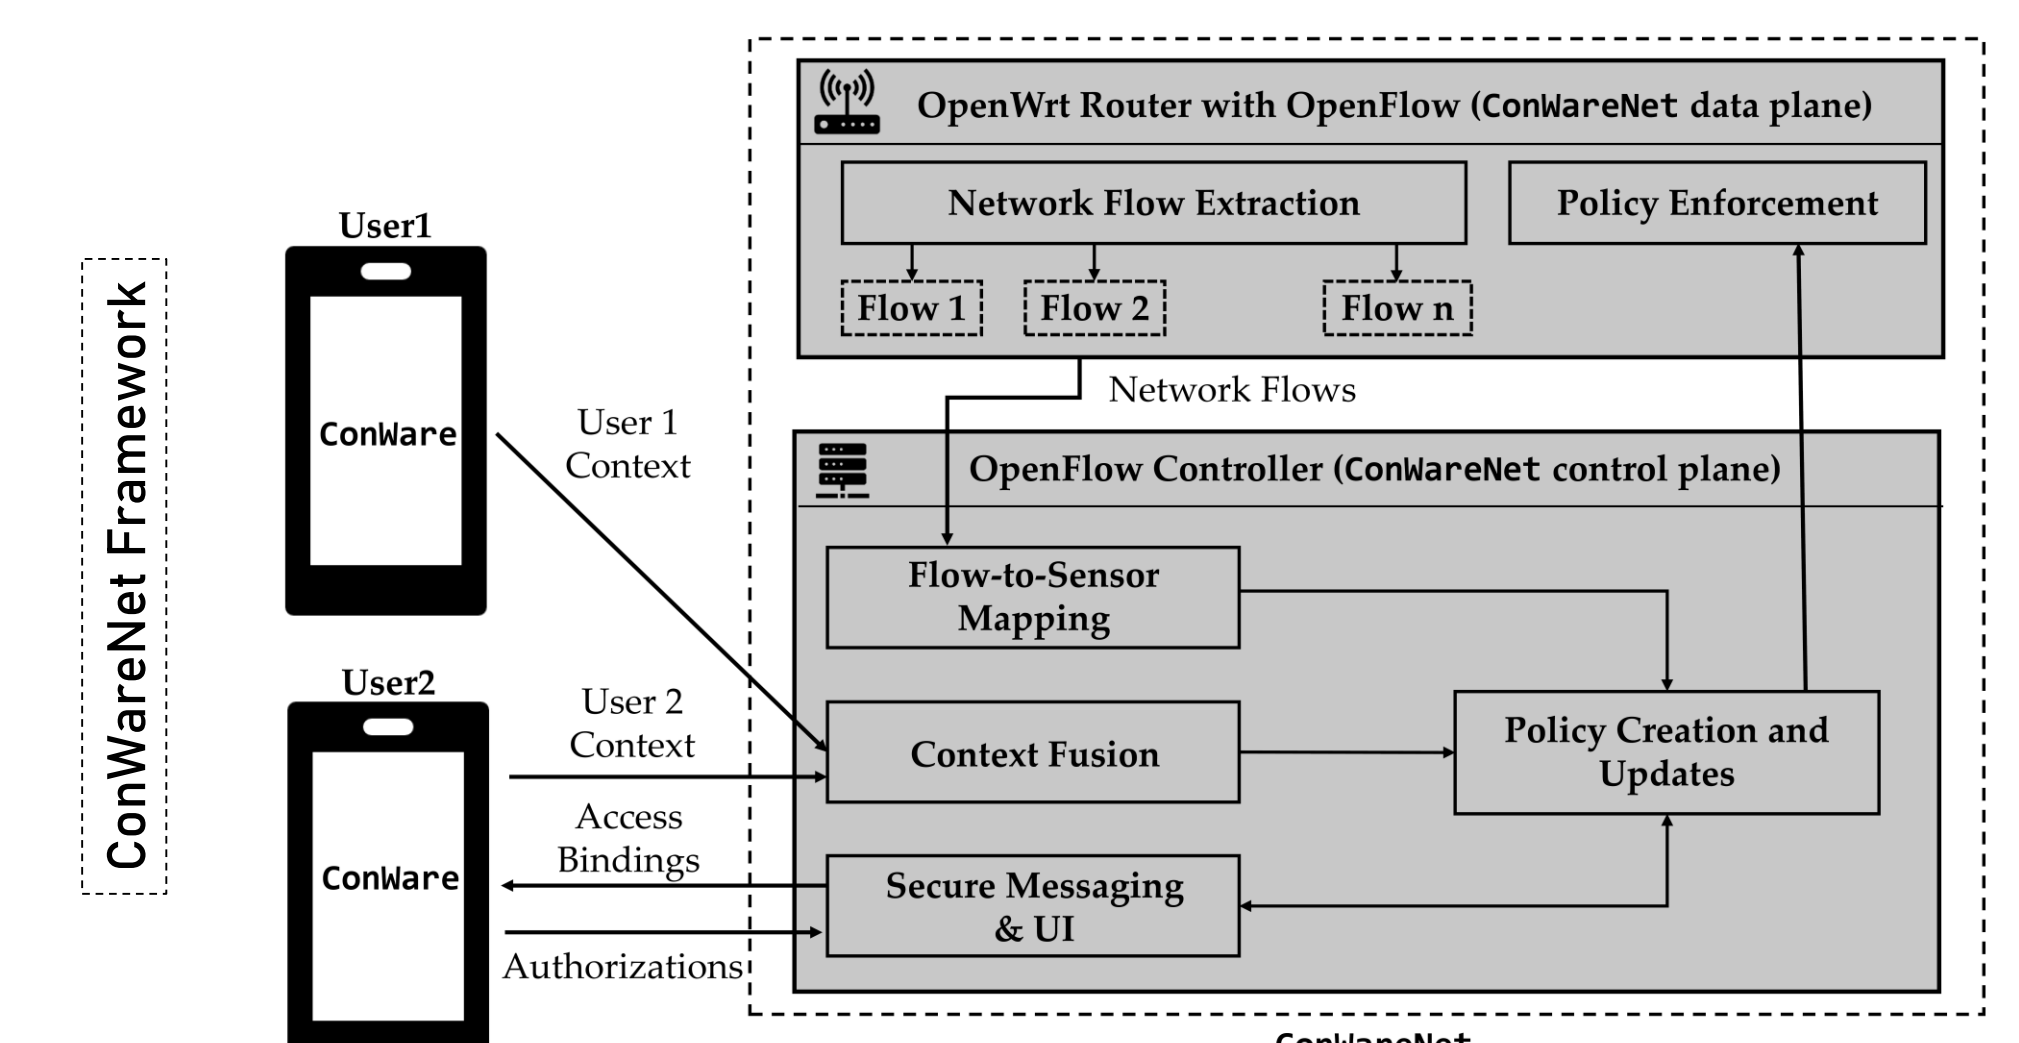 ConWareNet Framework
User1
ConWare
User 1
Context
User2
ConWare
User 2
Context
Access
Bindings
Authorizations
OpenWrt Router with OpenFlow (ConWareNet data plane)
Network Flow Extraction
Policy Enforcement
Flow 1
Flow 2
Flow n
Network Flows
OpenFlow Controller (ConWareNet control plane)
Flow-to-Sensor
Mapping
Context Fusion
Policy Creation and
Updates
Secure Messaging
& UI
ConWareNet